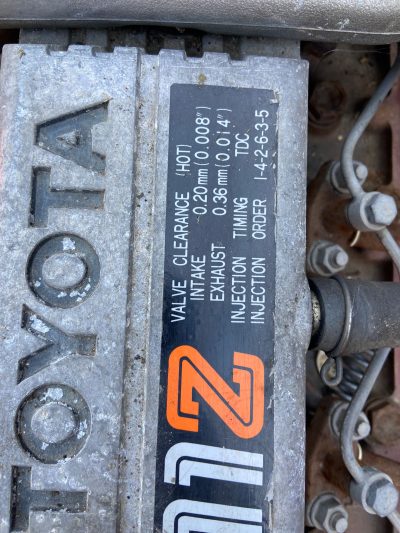 TOYOTA
11Z
VALVE CLEARANCE (HOT)
INTAKE 0.20mm(0.008")
EXHAUST 0.36mm(0.014")
INJECTION TIMING TDC.
INJECTION ORDER 1-4-2-6-3-5